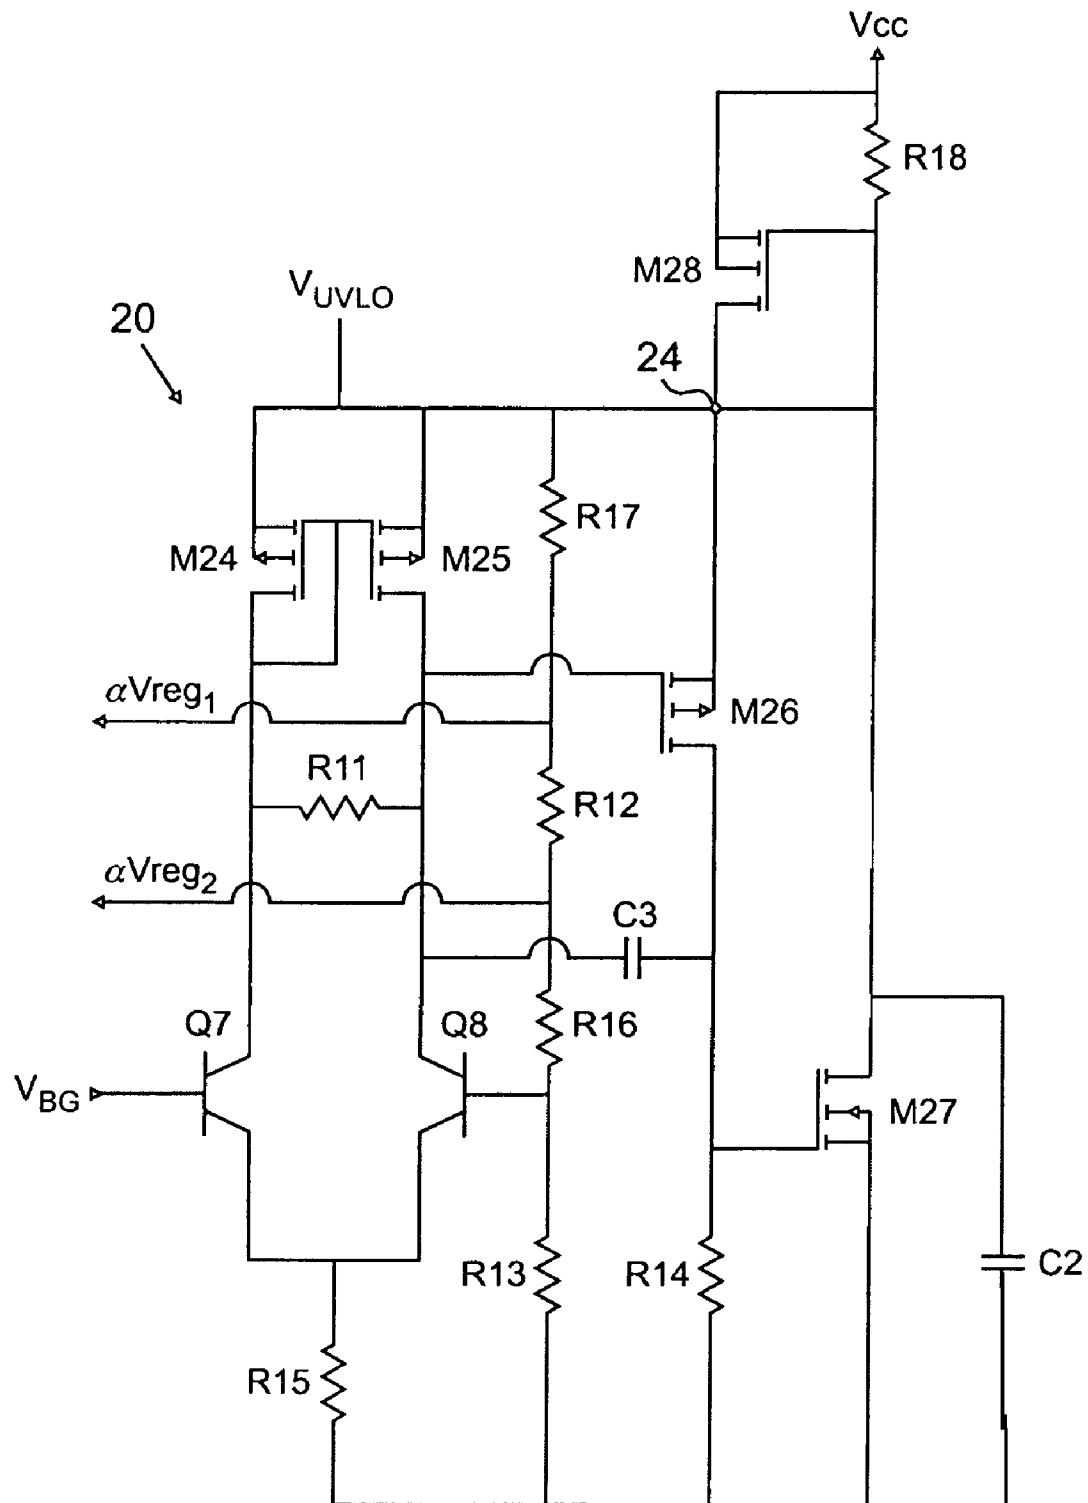 Vcc
R18
M28
V_UVLO
20
24
R17
M24
M25
αVreg₁
M26
R11
R12
αVreg₂
C3
Q7
Q8
R16
V_BG
M27
R13
R14
C2
R15